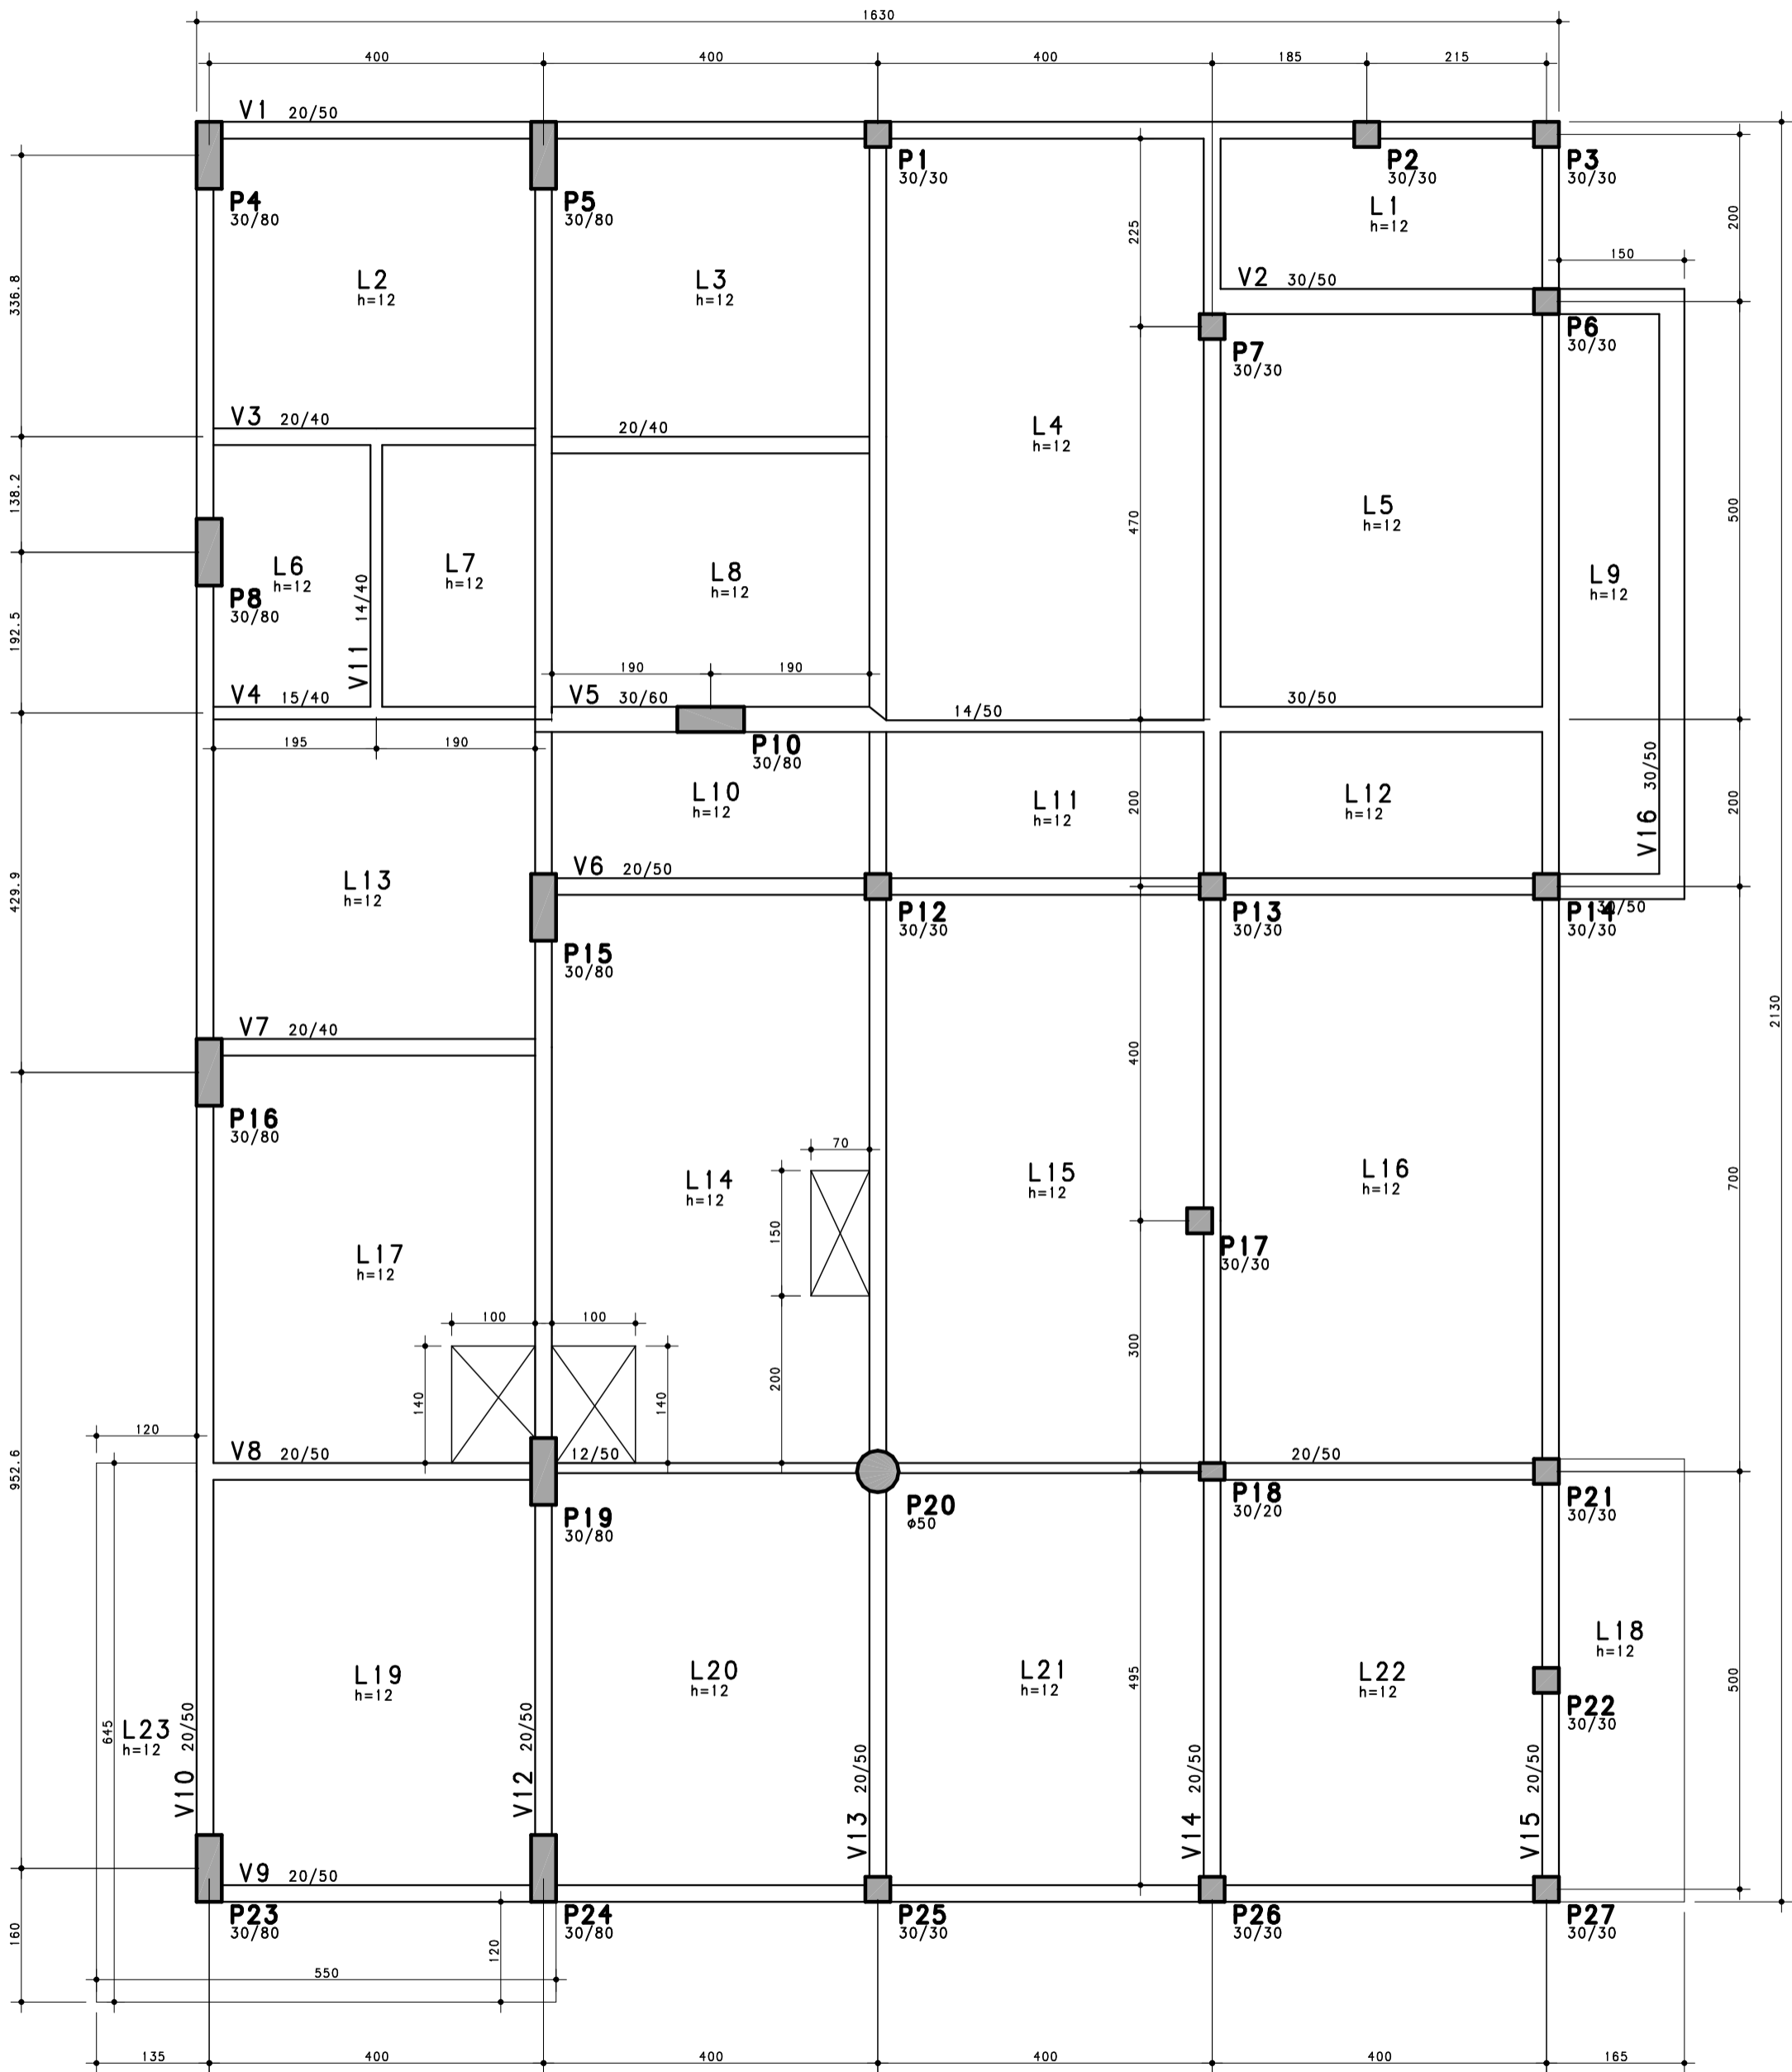 1630
400 400 400 185 215
V1 20/50
P4
30/80
P5
30/80
P1
30/30
P2
30/30
P3
30/30
L1
h=12
225
200
150
V2 30/50
336.8
L2
h=12
L3
h=12
P7
30/30
P6
30/30
V3 20/40
20/40
L4
h=12
138.2
470
L5
h=12
500
L6
h=12
L7
h=12
L8
h=12
L9
h=12
P8
30/80
V11 14/40
192.5
190 190
V4 15/40
V5 30/60
14/50
30/50
195 190
P10
30/80
V16 30/50
L10
h=12
L11
h=12
L12
h=12
200
200
V6 20/50
L13
h=12
429.9
P15
30/80
P12
30/30
P13
30/30
P14
30/30
30/50
2130
V7 20/40
400
P16
30/80
70
L14
h=12
L15
h=12
L16
h=12
700
150
L17
h=12
P17
30/30
100 100
300
140
140
200
120
952.6
V8 20/50
12/50
20/50
P19
30/80
P20
φ50
P18
30/20
P21
30/30
L18
h=12
L19
h=12
L20
h=12
L21
h=12
L22
h=12
495
500
P22
30/30
645
L23
h=12
V10 20/50
V12 20/50
V13 20/50
V14 20/50
V15 20/50
V9 20/50
P23
30/80
P24
30/80
P25
30/30
P26
30/30
P27
30/30
160
120
550
135 400 400 400 400 165